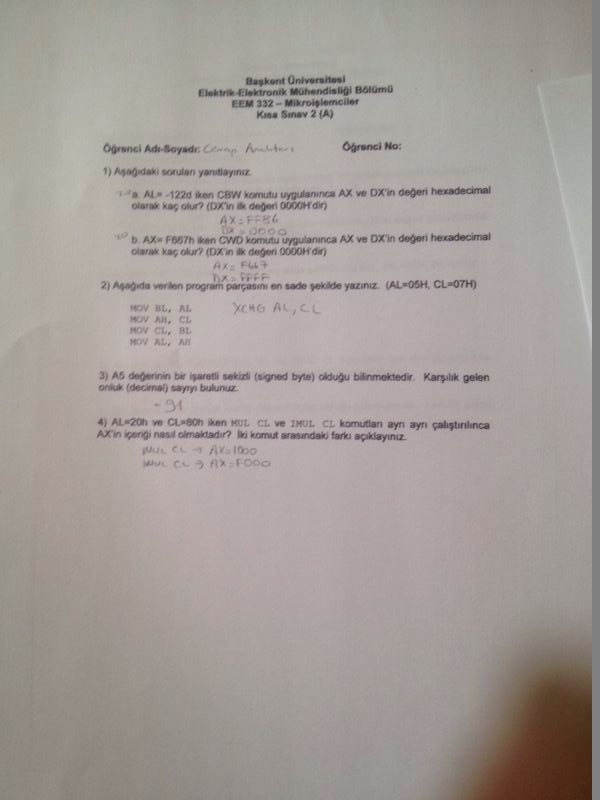 Başkent Üniversitesi
Elektrik-Elektronik Mühendisliği Bölümü
EEM 332 – Mikroişlemciler
Kısa Sınav 2 (A)
Öğrenci Adı-Soyadı: Cevap Anahtarı Öğrenci No:
1) Aşağıdaki soruları yanıtlayınız.
a. AL= -122d iken CBW komutu uygulanınca AX ve DX'in değeri hexadecimal
olarak kaç olur? (DX'in ilk değeri 0000H'dir)
AX=FF86
DX=0000
b. AX= F667h iken CWD komutu uygulanınca AX ve DX'in değeri hexadecimal
olarak kaç olur? (DX'in ilk değeri 0000H'dir)
AX=F667
DX=FFFF
2) Aşağıda verilen program parçasını en sade şekilde yazınız. (AL=05H, CL=07H)
MOV BL, AL XCHG AL, CL
MOV AH, CL
MOV CL, BL
MOV AL, AH
3) A5 değerinin bir işaretli sekizli (signed byte) olduğu bilinmektedir. Karşılık gelen
onluk (decimal) sayıyı bulunuz.
-91
4) AL=20h ve CL=80h iken MUL CL ve IMUL CL komutları ayrı ayrı çalıştırılınca
AX'in içeriği nasıl olmaktadır? İki komut arasındaki farkı açıklayınız.
MUL CL → AX=1000
IMUL CL → AX=F000